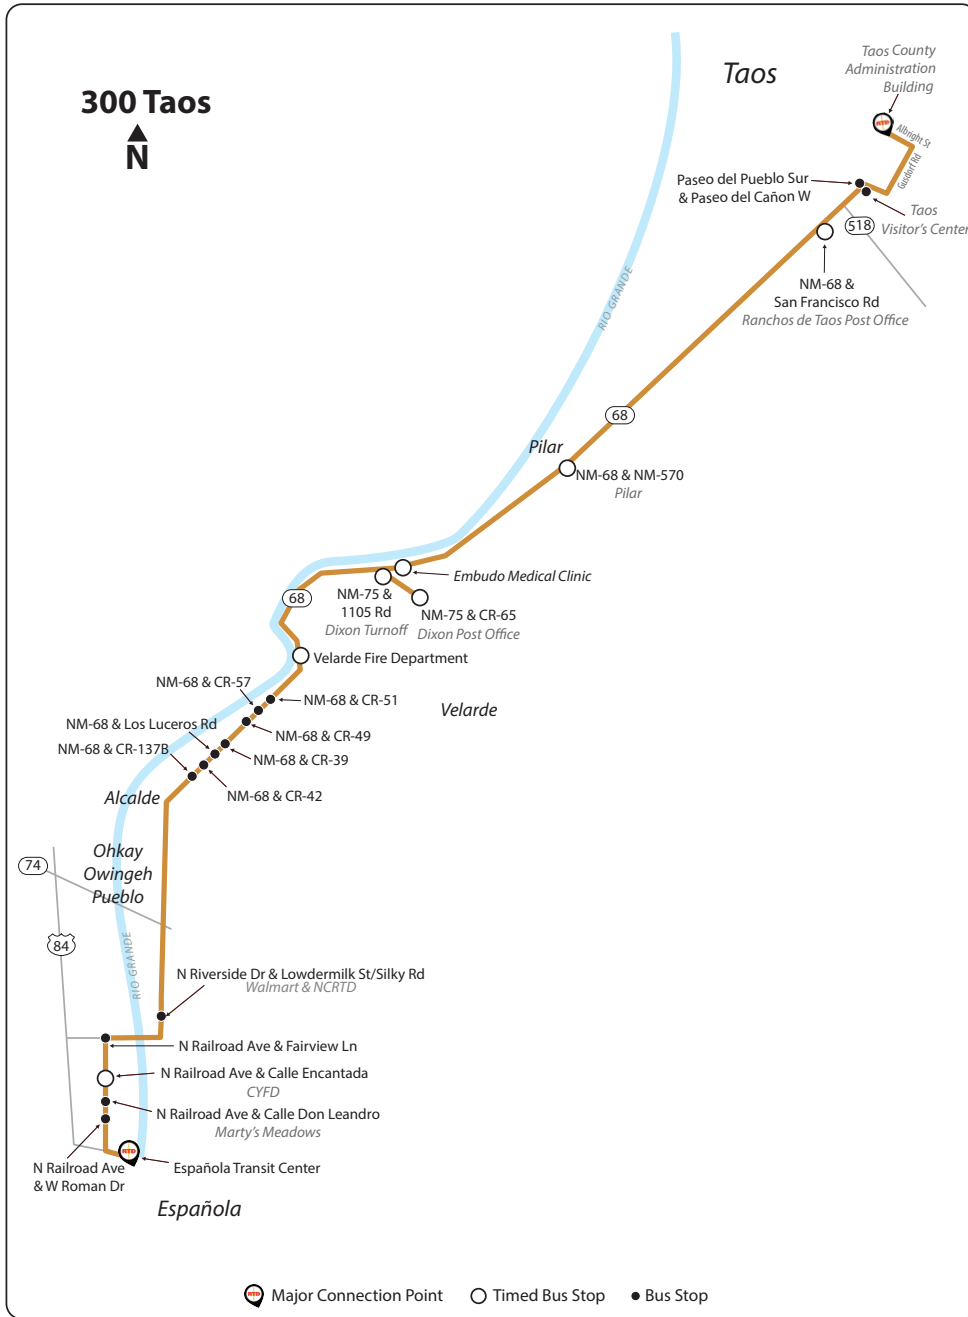 300 Taos
N
Taos
Taos County
Administration
Building
RTD
Albright St
Gusdorf Rd
Paseo del Pueblo Sur
& Paseo del Cañon W
Taos
Visitor's Center
518
NM-68 &
San Francisco Rd
Ranchos de Taos Post Office
RIO GRANDE
68
Pilar
NM-68 & NM-570
Pilar
Embudo Medical Clinic
NM-75 &
1105 Rd
Dixon Turnoff
NM-75 & CR-65
Dixon Post Office
68
Velarde Fire Department
NM-68 & CR-57
NM-68 & CR-51
Velarde
NM-68 & Los Luceros Rd
NM-68 & CR-49
NM-68 & CR-137B
NM-68 & CR-39
NM-68 & CR-42
Alcalde
Ohkay
Owingeh
Pueblo
74
84
RIO GRANDE
N Riverside Dr & Lowdermilk St/Silky Rd
Walmart & NCRTD
N Railroad Ave & Fairview Ln
N Railroad Ave & Calle Encantada
CYFD
N Railroad Ave & Calle Don Leandro
Marty's Meadows
N Railroad Ave
& W Roman Dr
RTD
Española Transit Center
Española
RTD Major Connection Point
Timed Bus Stop
Bus Stop